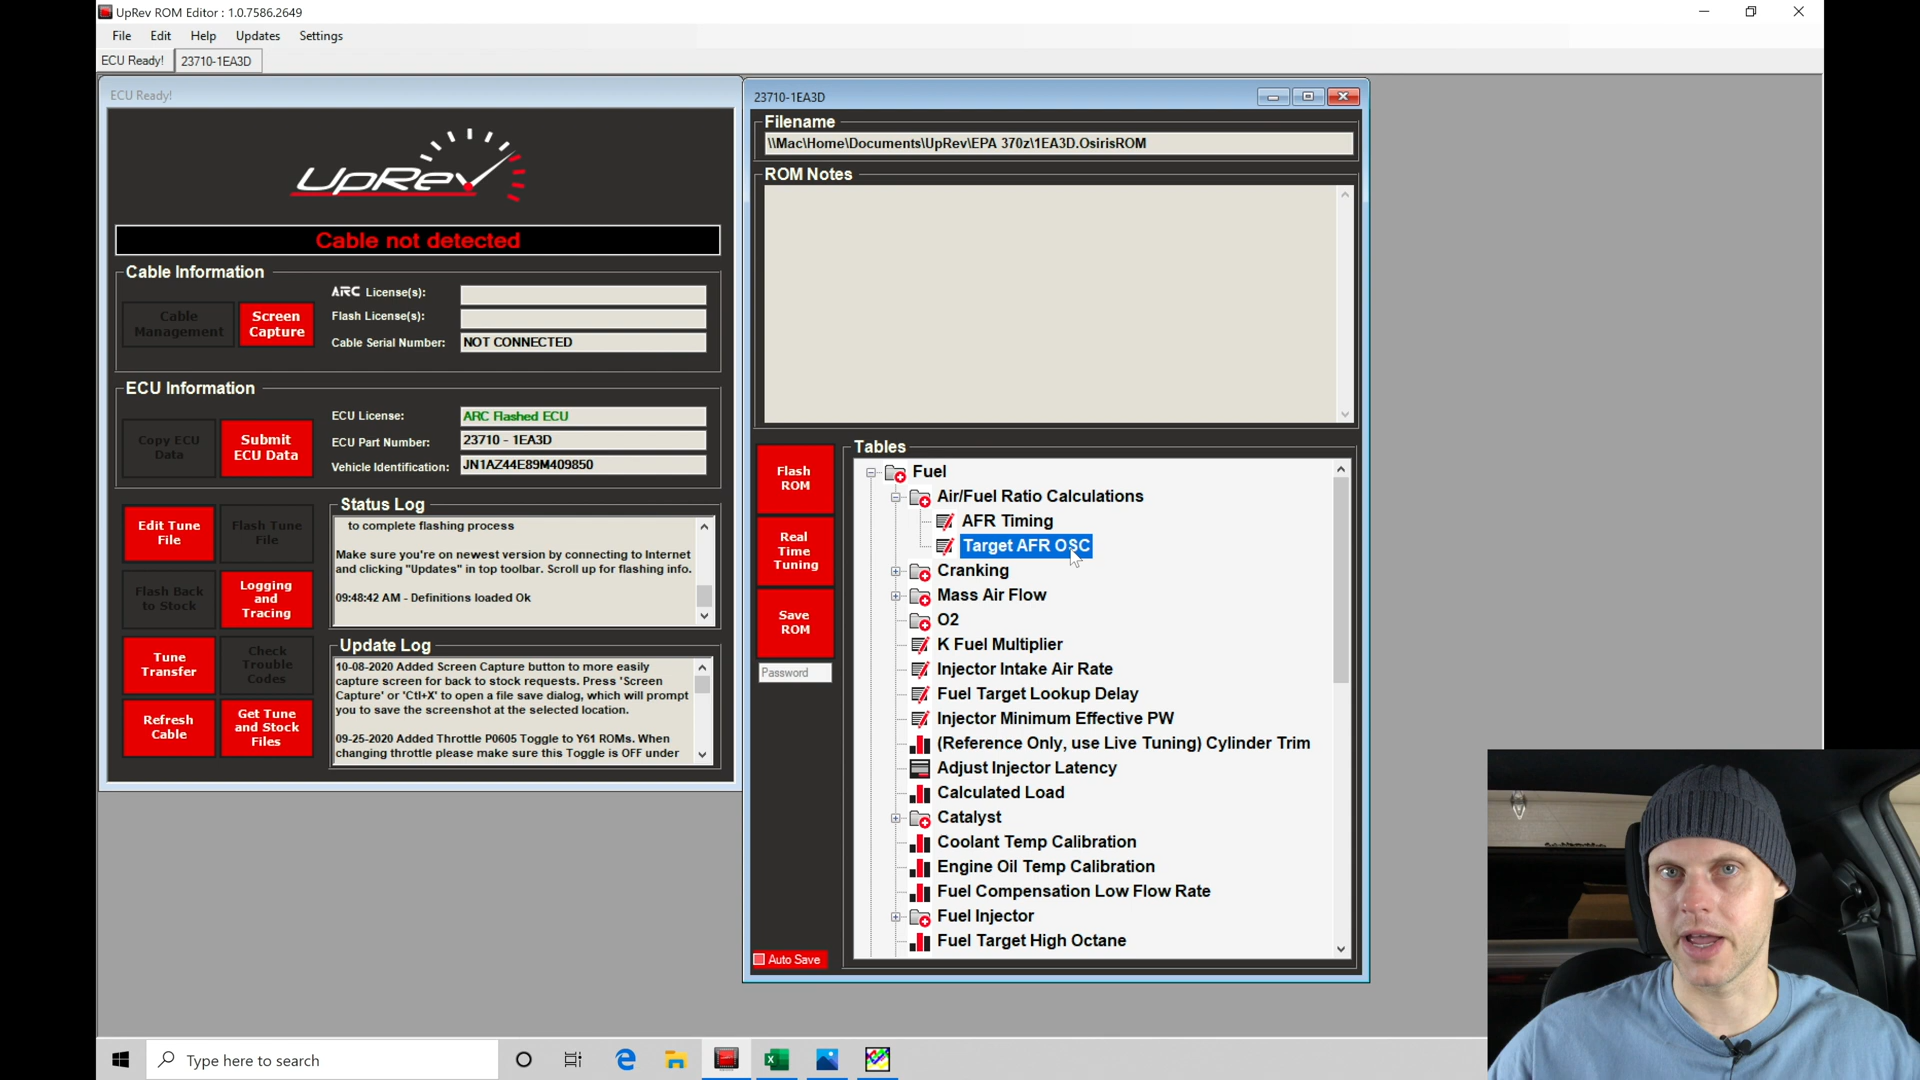 UpRev ROM Editor : 1.0.7586.2649
File Edit Help Updates Settings
ECU Ready! 23710-1EA3D
ECU Ready!
UpRev
Cable not detected
Cable Information
Cable Management
Screen Capture
ARC License(s):
Flash License(s):
Cable Serial Number: NOT CONNECTED
ECU Information
Copy ECU Data
Submit ECU Data
ECU License: ARC Flashed ECU
ECU Part Number: 23710 - 1EA3D
Vehicle Identification: JN1AZ44E89M409850
Edit Tune File
Flash Tune File
Flash Back to Stock
Logging and Tracing
Tune Transfer
Check Trouble Codes
Refresh Cable
Get Tune and Stock Files
Status Log
to complete flashing process
Make sure you're on newest version by connecting to Internet
and clicking "Updates" in top toolbar. Scroll up for flashing info.
09:48:42 AM - Definitions loaded Ok
Update Log
10-08-2020 Added Screen Capture button to more easily
capture screen for back to stock requests. Press 'Screen
Capture' or 'Ctl+X' to open a file save dialog, which will prompt
you to save the screenshot at the selected location.
09-25-2020 Added Throttle P0605 Toggle to Y61 ROMs. When
changing throttle please make sure this Toggle is OFF under
23710-1EA3D
Filename
\\Mac\Home\Documents\UpRev\EPA 370z\1EA3D.OsirisROM
ROM Notes
Flash ROM
Real Time Tuning
Save ROM
Password
Auto Save
Tables
Fuel
Air/Fuel Ratio Calculations
AFR Timing
Target AFR OSC
Cranking
Mass Air Flow
O2
K Fuel Multiplier
Injector Intake Air Rate
Fuel Target Lookup Delay
Injector Minimum Effective PW
(Reference Only, use Live Tuning) Cylinder Trim
Adjust Injector Latency
Calculated Load
Catalyst
Coolant Temp Calibration
Engine Oil Temp Calibration
Fuel Compensation Low Flow Rate
Fuel Injector
Fuel Target High Octane
Type here to search